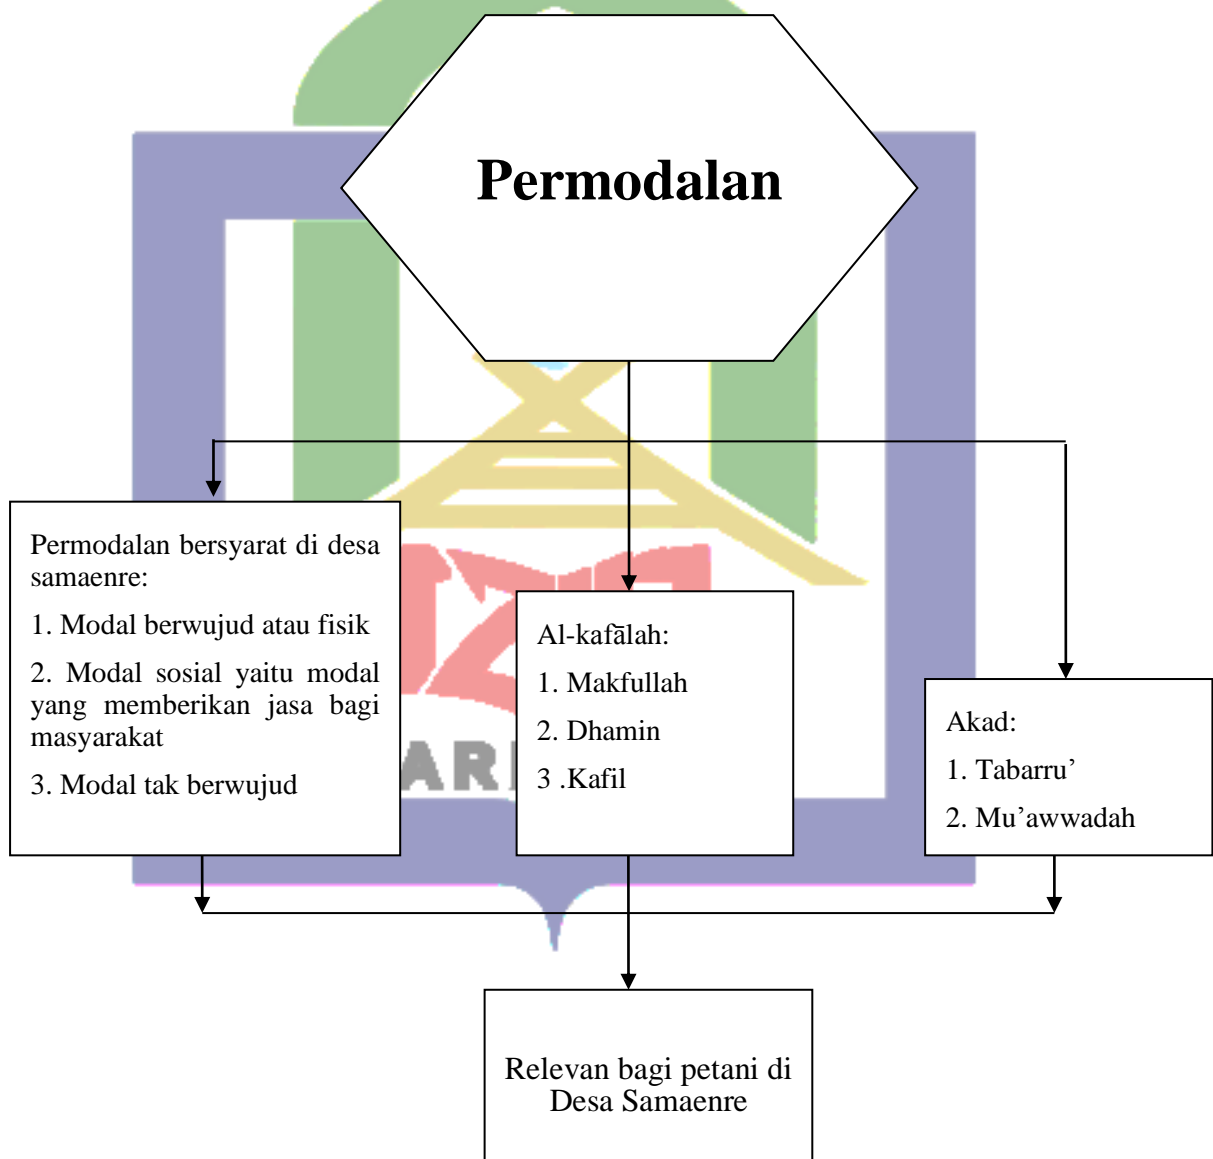 Permodalan
Permodalan bersyarat di desa
samaenre:
1. Modal berwujud atau fisik
2. Modal sosial yaitu modal
yang memberikan jasa bagi
masyarakat
3. Modal tak berwujud
Al-kafālah:
1. Makfullah
2. Dhamin
3 .Kafil
Akad:
1. Tabarru’
2. Mu’awwadah
Relevan bagi petani di
Desa Samaenre